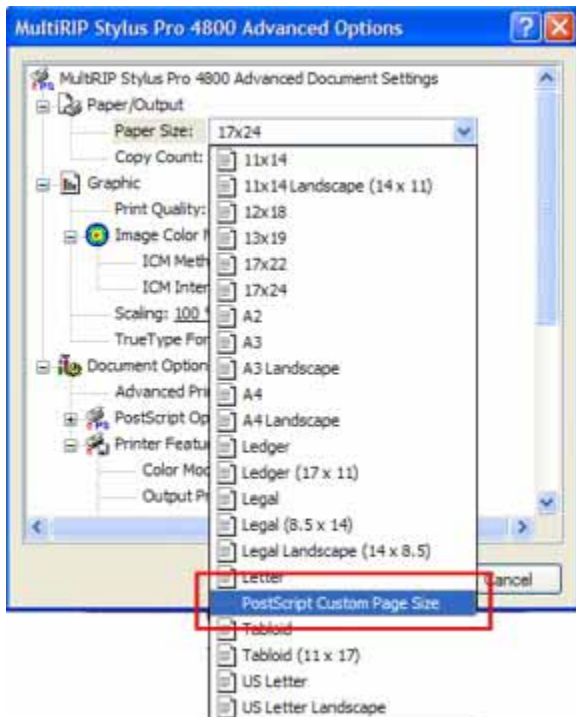 MultiRIP Stylus Pro 4800 Advanced Options
MultiRIP Stylus Pro 4800 Advanced Document Settings
Paper/Output
Paper Size: 17x24
Copy Count:
11x14
11x14 Landscape (14 x 11)
Graphic
Print Quality:
12x18
Image Color M
13x19
ICM Meth
17x22
ICM Inter
17x24
Scaling: 100 %
A2
TrueType For
A3
Document Option
A3 Landscape
Advanced Pri
A4
PostScript Op
A4 Landscape
Printer Featu
Ledger
Color Mod
Ledger (17 x 11)
Output Pr
Legal
Legal (8.5 x 14)
Legal Landscape (14 x 8.5)
Letter
Cancel
PostScript Custom Page Size
Tabloid
Tabloid (11 x 17)
US Letter
US Letter Landscape